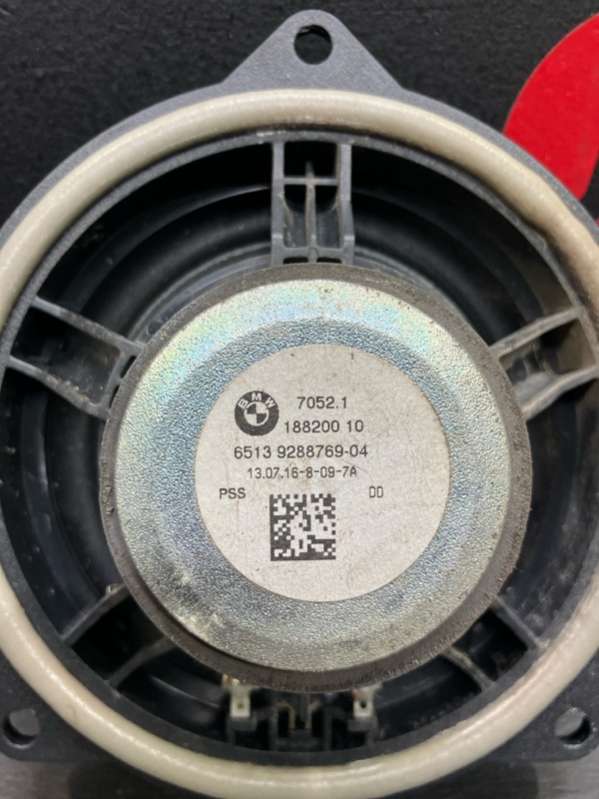 BMW
7052.1
188200 10
6513 9288769-04
13.07.16-8-09-7A
PSS DD